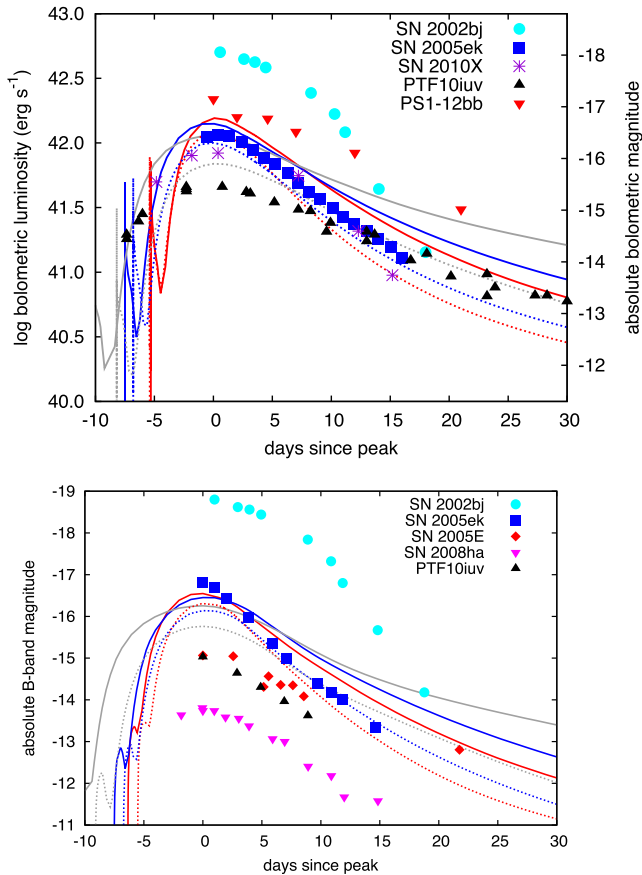 43.0
42.5
42.0
41.5
41.0
40.5
40.0
log bolometric luminosity (erg s⁻¹)
SN 2002bj
SN 2005ek
SN 2010X
PTF10iuv
PS1-12bb
-18
-17
-16
-15
-14
-13
-12
absolute bolometric magnitude
-10 -5 0 5 10 15 20 25 30
days since peak
-19
-18
-17
-16
-15
-14
-13
-12
-11
absolute B-band magnitude
SN 2002bj
SN 2005ek
SN 2005E
SN 2008ha
PTF10iuv
-10 -5 0 5 10 15 20 25 30
days since peak